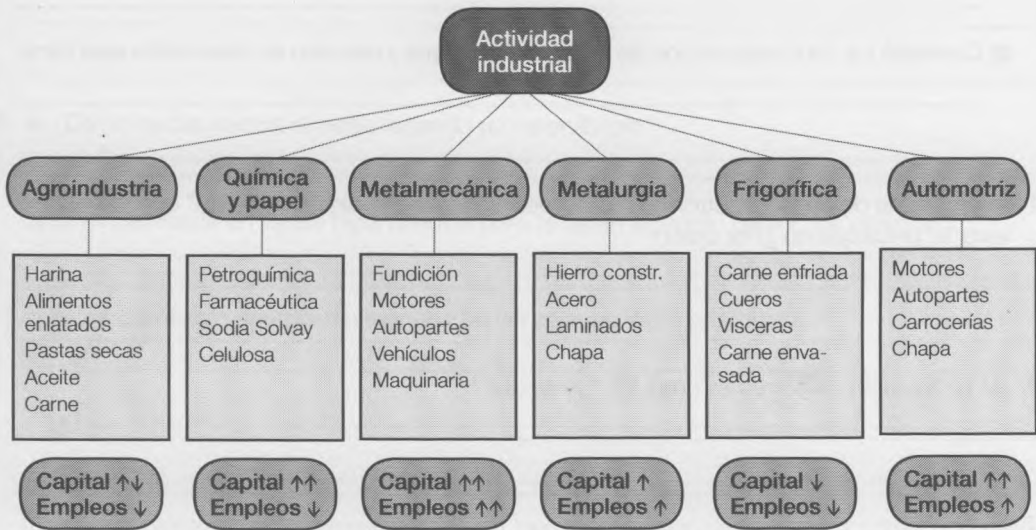 Actividad
industrial
Agroindustria
Química
y papel
Metalmecánica
Metalurgia
Frigorífica
Automotriz
Harina
Alimentos
enlatados
Pastas secas
Aceite
Carne
Petroquímica
Farmacéutica
Sodia Solvay
Celulosa
Fundición
Motores
Autopartes
Vehículos
Maquinaria
Hierro constr.
Acero
Laminados
Chapa
Carne enfriada
Cueros
Visceras
Carne enva-
sada
Motores
Autopartes
Carrocerías
Chapa
Capital ↑↓
Empleos ↓
Capital ↑↑
Empleos ↓
Capital ↑↑
Empleos ↑↑
Capital ↑
Empleos ↑
Capital ↓
Empleos ↓
Capital ↑↑
Empleos ↑